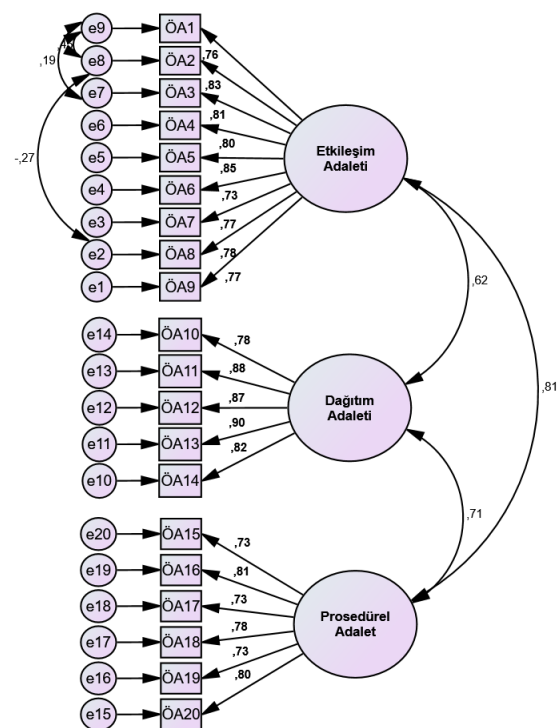 e9
ÖA1
e8
ÖA2
,76
,19
e7
ÖA3
,83
e6
ÖA4
,81
e5
ÖA5
,80
-,27
e4
ÖA6
,85
e3
ÖA7
,73
e2
ÖA8
,77
e1
ÖA9
,78
,77
Etkileşim
Adaleti
,62
,81
e14
ÖA10
,78
e13
ÖA11
,88
e12
ÖA12
,87
e11
ÖA13
,90
e10
ÖA14
,82
Dağıtım
Adaleti
,71
e20
ÖA15
,73
e19
ÖA16
,81
e18
ÖA17
,73
e17
ÖA18
,78
e16
ÖA19
,73
e15
ÖA20
,80
Prosedürel
Adalet